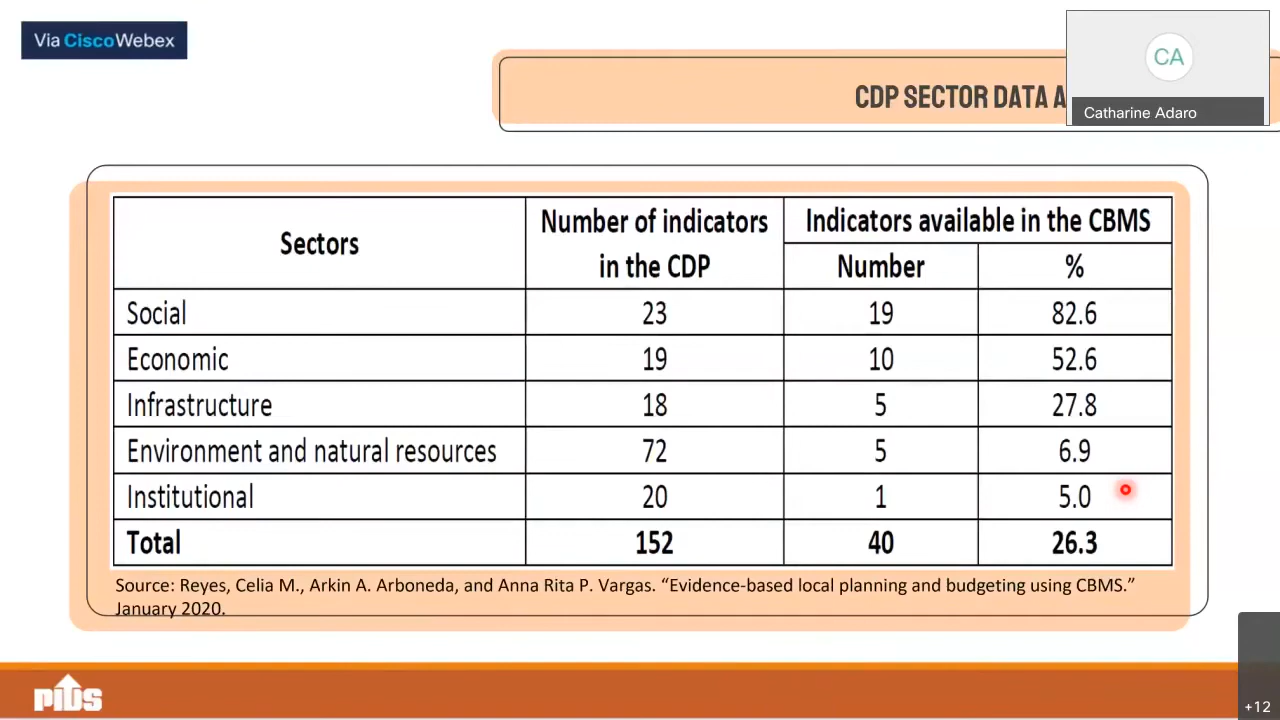 Via CiscoWebex
CA
CDP SECTOR DATA A
Catharine Adaro
Sectors
Number of indicators
in the CDP
Indicators available in the CBMS
Number %
Social 23 19 82.6
Economic 19 10 52.6
Infrastructure 18 5 27.8
Environment and natural resources 72 5 6.9
Institutional 20 1 5.0
Total 152 40 26.3
Source: Reyes, Celia M., Arkin A. Arboneda, and Anna Rita P. Vargas. “Evidence-based local planning and budgeting using CBMS.”
January 2020.
PIDS
+12